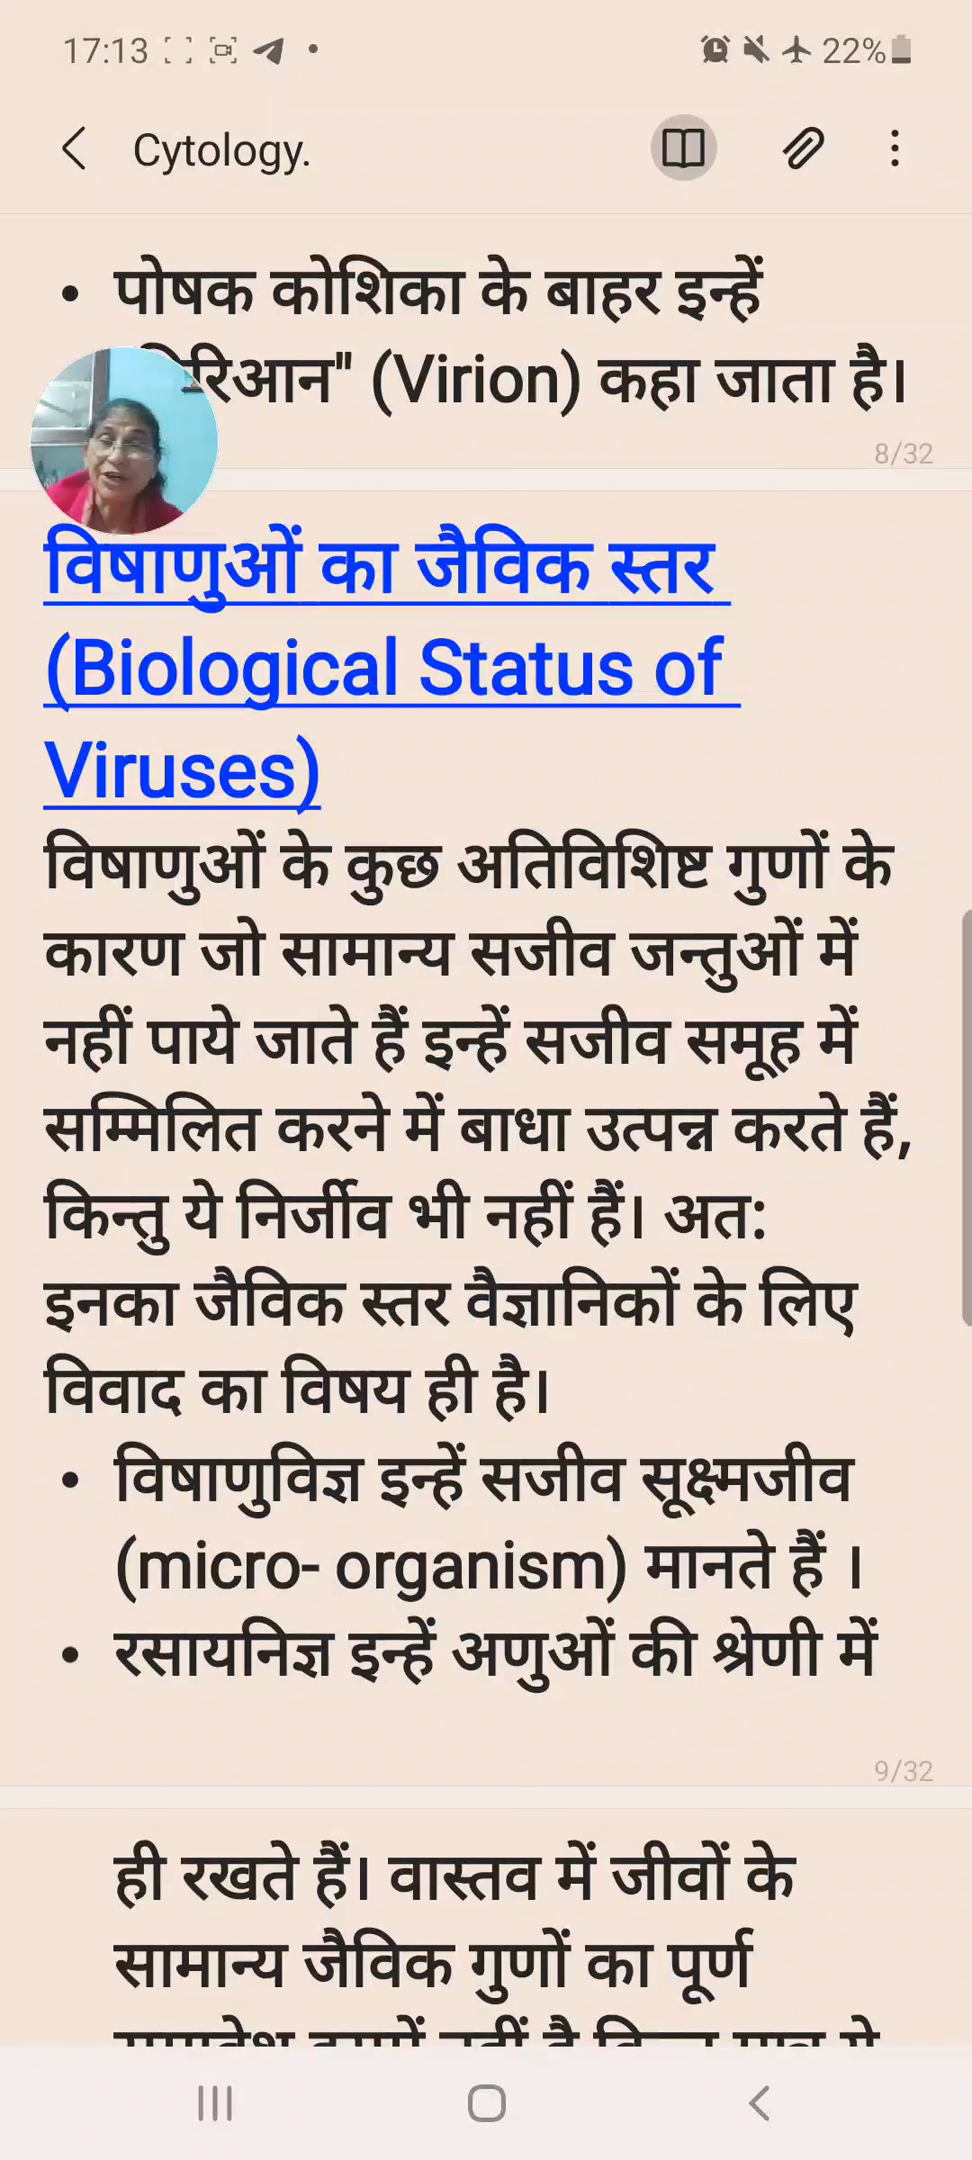 17:13
22%
Cytology.
• पोषक कोशिका के बाहर इन्हें
(Virion) कहा जाता है।
8/32
विषाणुओं का जैविक स्तर
(Biological Status of
Viruses)
विषाणुओं के कुछ अतिविशिष्ट गुणों के
कारण जो सामान्य सजीव जन्तुओं में
नहीं पाये जाते हैं इन्हें सजीव समूह में
सम्मिलित करने में बाधा उत्पन्न करते हैं,
किन्तु ये निर्जीव भी नहीं हैं। अत:
इनका जैविक स्तर वैज्ञानिकों के लिए
विवाद का विषय ही है।
• विषाणुविज्ञ इन्हें सजीव सूक्ष्मजीव
(micro- organism) मानते हैं ।
• रसायनिज्ञ इन्हें अणुओं की श्रेणी में
9/32
ही रखते हैं। वास्तव में जीवों के
सामान्य जैविक गुणों का पूर्ण